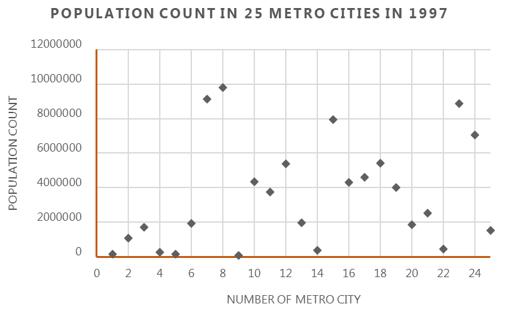 POPULATION COUNT IN 25 METRO CITIES IN 1997
12000000
10000000
8000000
6000000
4000000
2000000
0
POPULATION COUNT
0 2 4 6 8 10 12 14 16 18 20 22 24
NUMBER OF METRO CITY